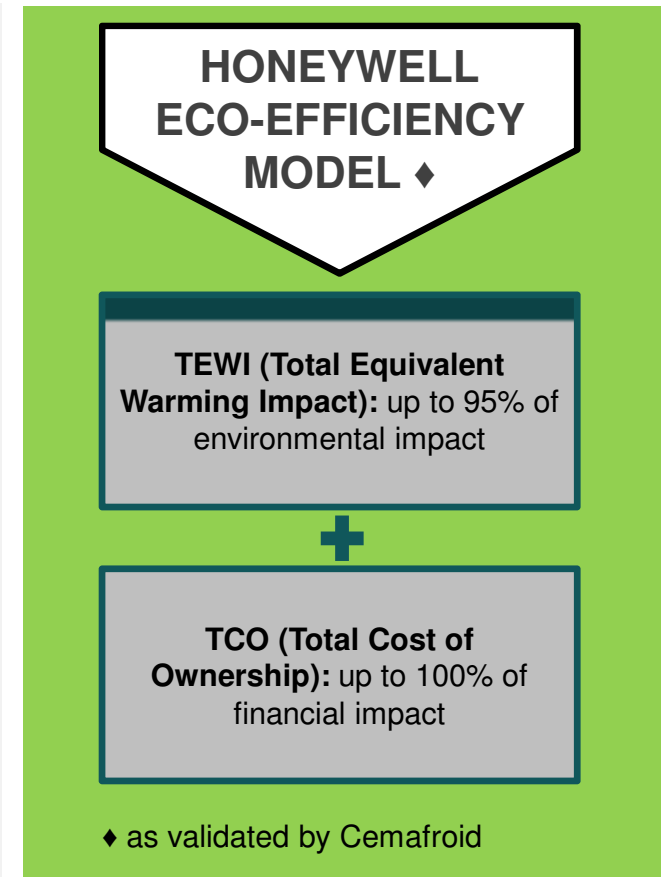 HONEYWELL
ECO-EFFICIENCY
MODEL ♦
TEWI (Total Equivalent
Warming Impact): up to 95% of
environmental impact
TCO (Total Cost of
Ownership): up to 100% of
financial impact
♦ as validated by Cemafroid